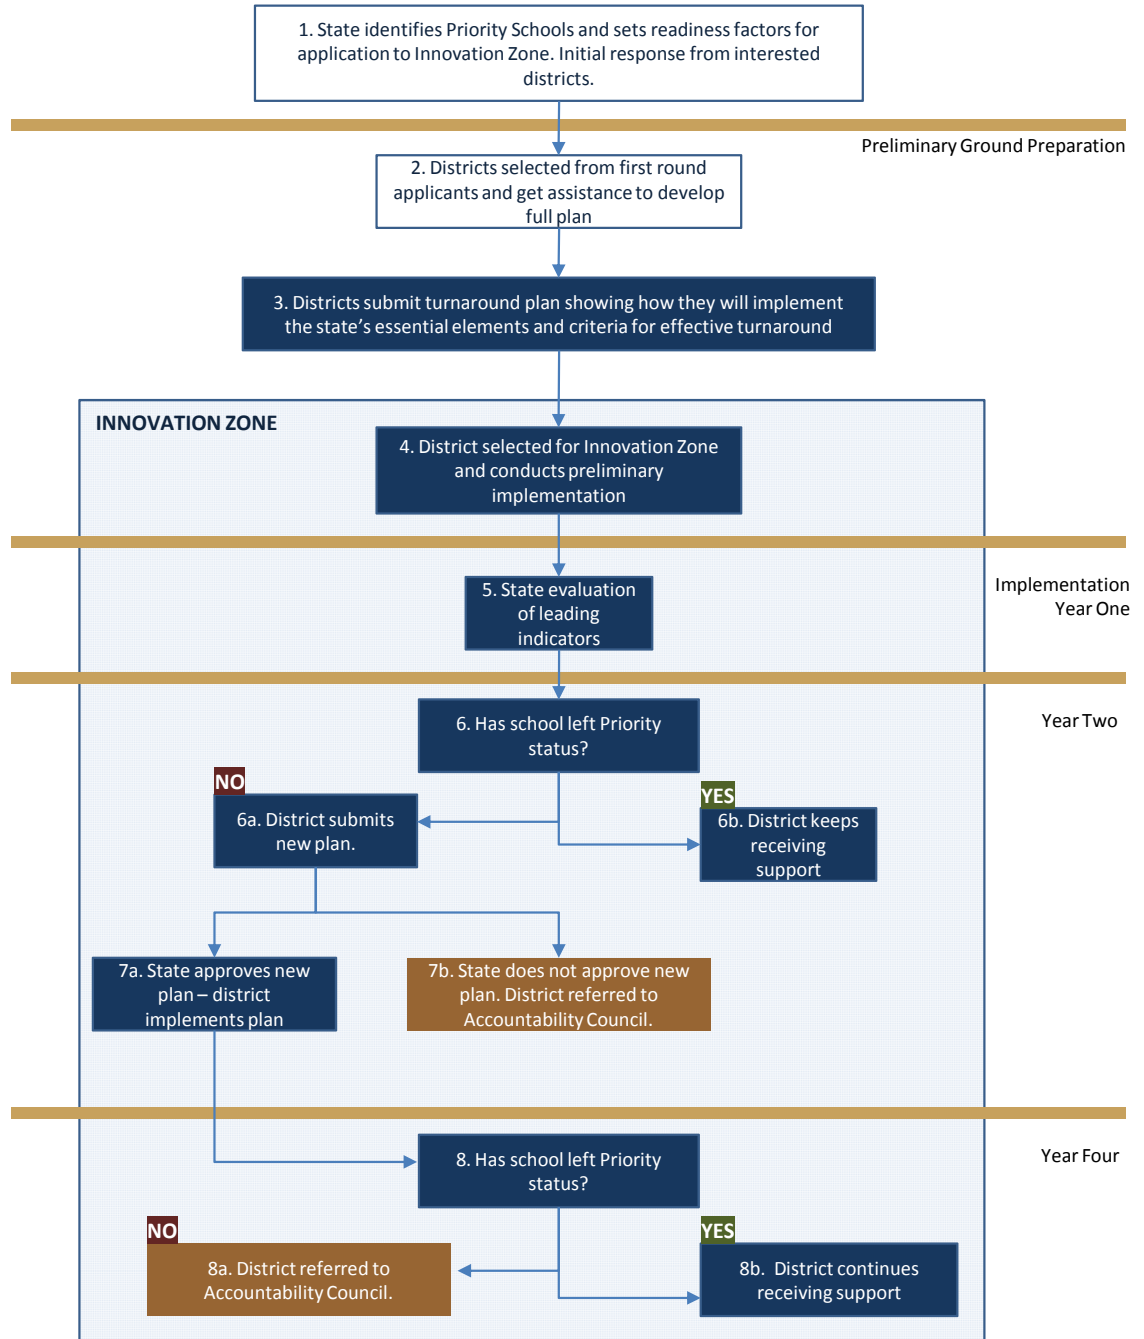 1. State identifies Priority Schools and sets readiness factors for
application to Innovation Zone. Initial response from interested
districts.
Preliminary Ground Preparation
2. Districts selected from first round
applicants and get assistance to develop
full plan
3. Districts submit turnaround plan showing how they will implement
the state’s essential elements and criteria for effective turnaround
INNOVATION ZONE
4. District selected for Innovation Zone
and conducts preliminary
implementation
Implementation
Year One
5. State evaluation
of leading
indicators
Year Two
6. Has school left Priority
status?
NO
6a. District submits
new plan.
YES
6b. District keeps
receiving
support
7a. State approves new
plan – district
implements plan
7b. State does not approve new
plan. District referred to
Accountability Council.
Year Four
8. Has school left Priority
status?
NO
8a. District referred to
Accountability Council.
YES
8b. District continues
receiving support